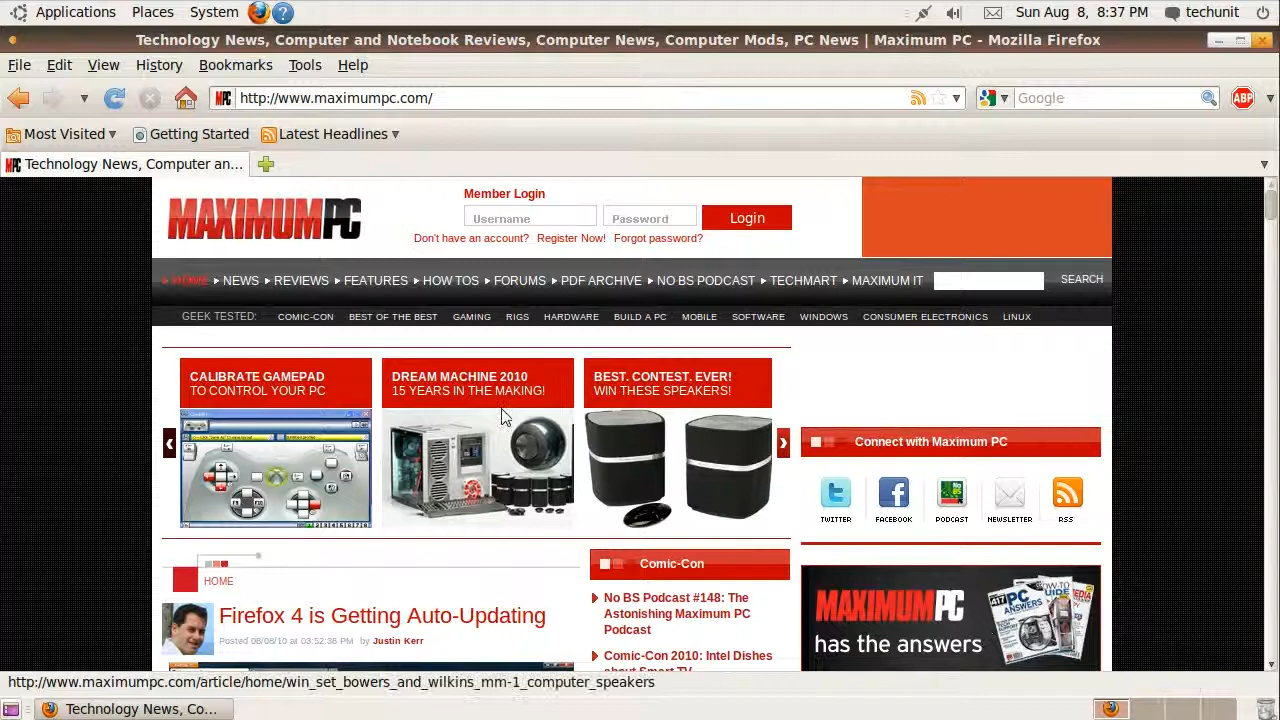 Applications Places System Sun Aug 8, 8:37 PM techunit
Technology News, Computer and Notebook Reviews, Computer News, Computer Mods, PC News | Maximum PC - Mozilla Firefox
File Edit View History Bookmarks Tools Help
http://www.maximumpc.com/ Google ABP
Most Visited Getting Started Latest Headlines
Technology News, Computer an...
Member Login
MAXIMUMPC
Username Password Login
Don't have an account? Register Now! Forgot password?
HOME NEWS REVIEWS FEATURES HOW TOS FORUMS PDF ARCHIVE NO BS PODCAST TECHMART MAXIMUM IT SEARCH
GEEK TESTED: COMIC-CON BEST OF THE BEST GAMING RIGS HARDWARE BUILD A PC MOBILE SOFTWARE WINDOWS CONSUMER ELECTRONICS LINUX
CALIBRATE GAMEPAD
TO CONTROL YOUR PC
DREAM MACHINE 2010
15 YEARS IN THE MAKING!
BEST. CONTEST. EVER!
WIN THESE SPEAKERS!
Connect with Maximum PC
TWITTER FACEBOOK PODCAST NEWSLETTER RSS
HOME
Firefox 4 is Getting Auto-Updating
Posted 08/08/10 at 03:52:38 PM by Justin Kerr
Comic-Con
No BS Podcast #148: The
Astonishing Maximum PC
Podcast
Comic-Con 2010: Intel Dishes
about Smart TV
MAXIMUMPC
has the answers
PC
ANSWERS
http://www.maximumpc.com/article/home/win_set_bowers_and_wilkins_mm-1_computer_speakers
Technology News, Co...